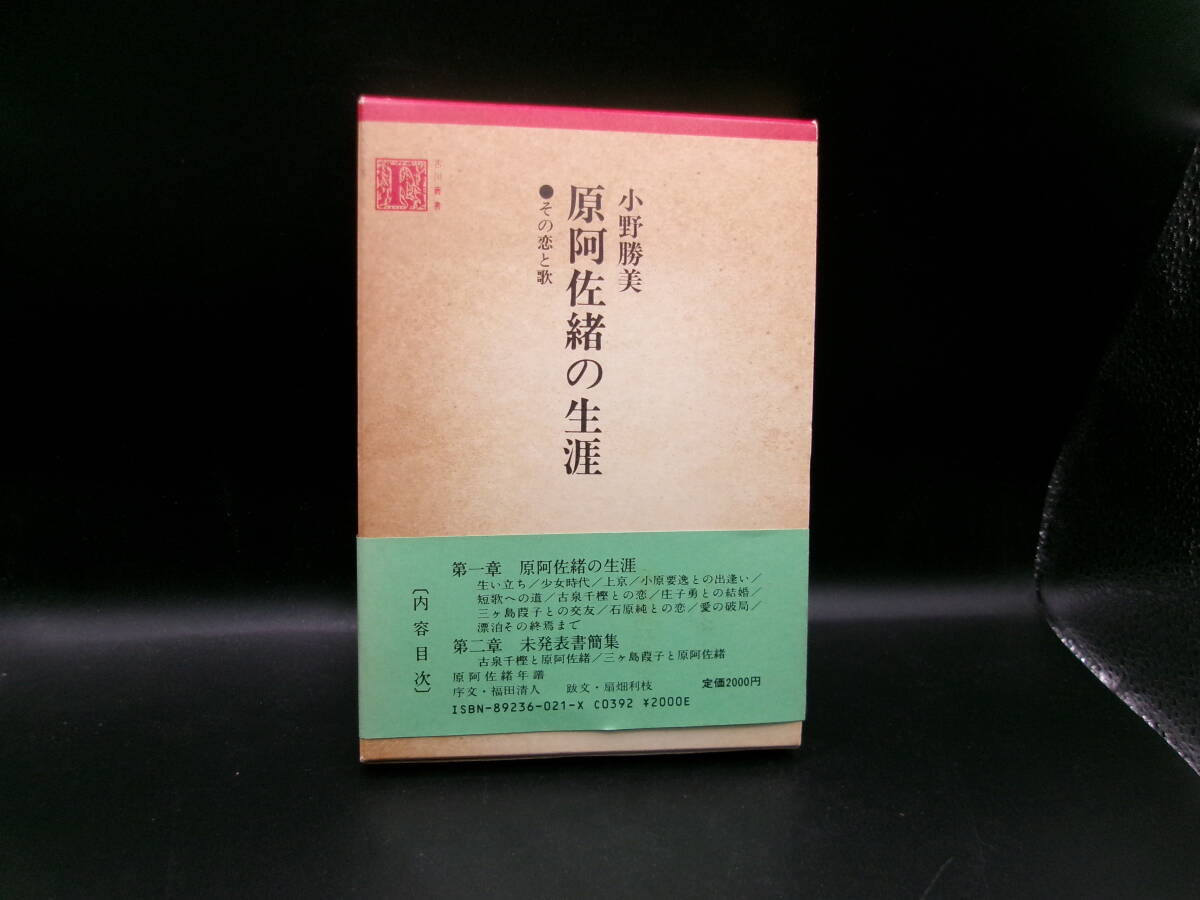 古川叢書
小野勝美
原阿佐緒の生涯
●その恋と歌
〔内容目次〕
第一章　原阿佐緒の生涯
生い立ち／少女時代／上京／小原要逸との出逢い／
短歌への道／古泉千樫との恋／庄子勇との結婚／
三ヶ島葭子との交友／石原純との恋／愛の破局／
漂泊その終焉まで
第二章　未発表書簡集
古泉千樫と原阿佐緒／三ヶ島葭子と原阿佐緒
原阿佐緒年譜
序文・福田清人　跋文・扇畑利枝　定価2000円
ISBN-89236-021-X C0392 ¥2000E